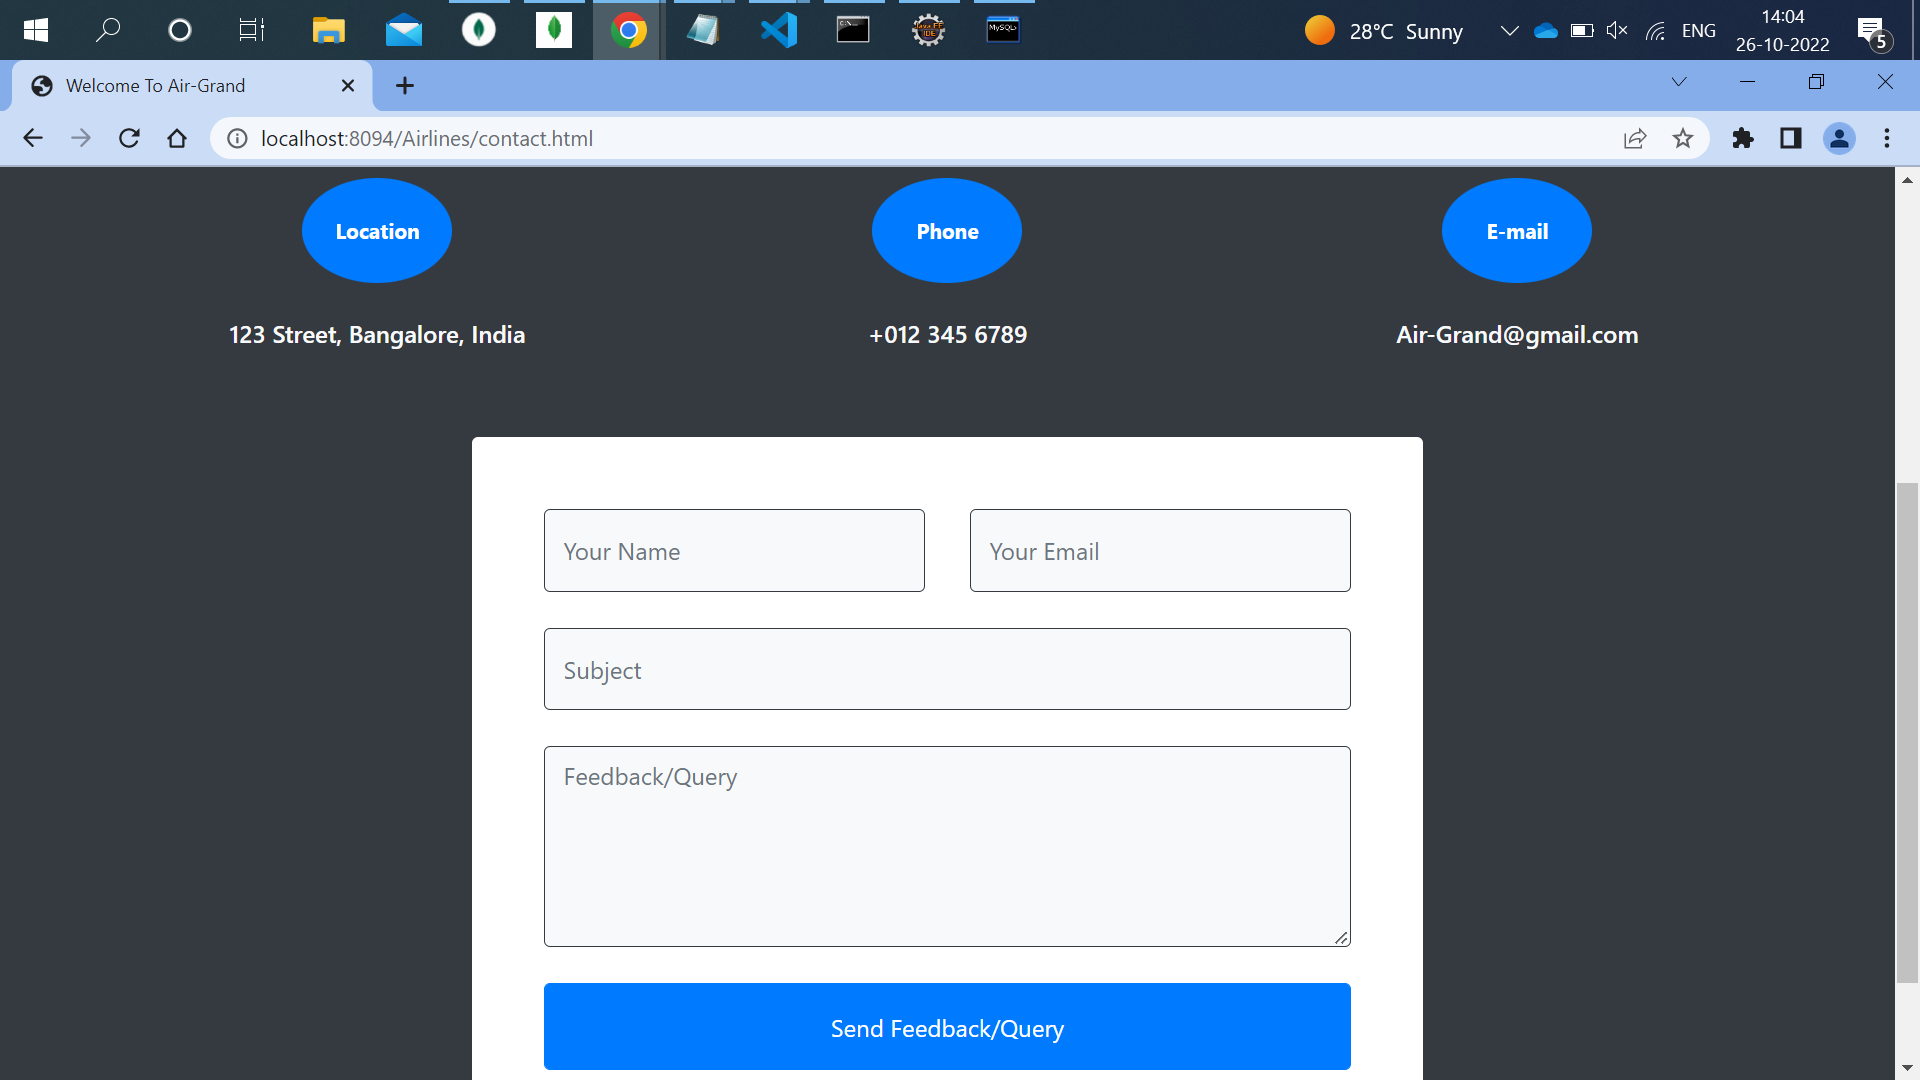 28°C Sunny
ENG
14:04
26-10-2022
5
MySQL
Welcome To Air-Grand
localhost:8094/Airlines/contact.html
Location
Phone
E-mail
123 Street, Bangalore, India
+012 345 6789
Air-Grand@gmail.com
Your Name
Your Email
Subject
Feedback/Query
Send Feedback/Query